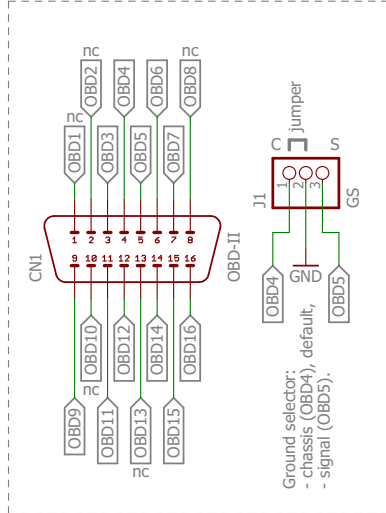 nc
nc
OBD2
OBD4
OBD6
OBD8
nc
OBD1
OBD3
OBD5
OBD7
1 2 3 4 5 6 7 8
9 10 11 12 13 14 15 16
CN1
OBD-II
OBD10
OBD12
OBD14
OBD16
nc
OBD9
OBD11
OBD13
OBD15
nc
C
jumper
S
J1
1 2 3
GS
OBD4
GND
OBD5
Ground selector:
- chassis (OBD4), default,
- signal (OBD5).